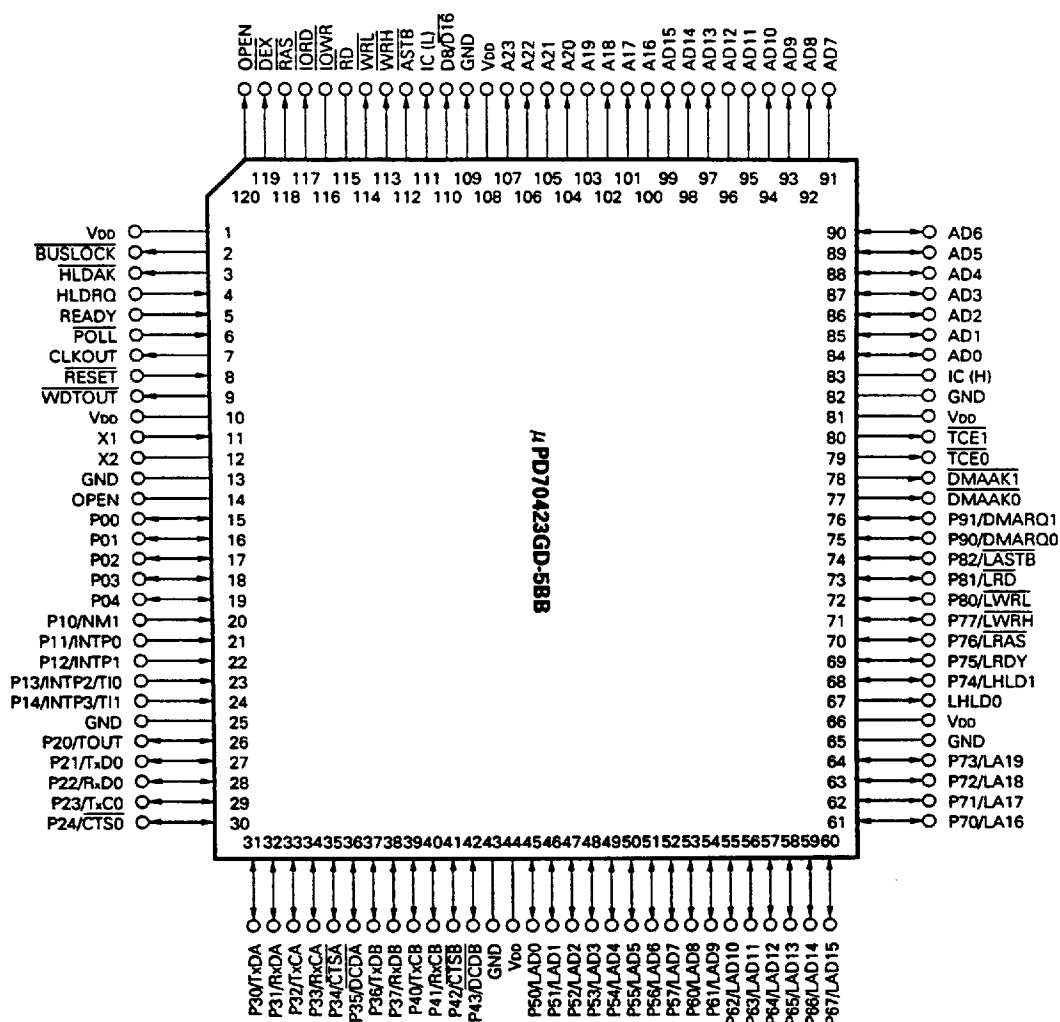 OPEN
DEX
RAS
IORD
IOWR
RD
WRL
WRH
ASTB
IC (L)
D8/D16
GND
VDD
A23
A22
A21
A20
A19
A18
A17
A16
AD15
AD14
AD13
AD12
AD11
AD10
AD9
AD8
AD7
119 117 115 113 111 109 107 105 103 101 99 97 95 93 91
120 118 116 114 112 110 108 106 104 102 100 98 96 94 92
VDD 1
BUSLOCK 2
HLDAK 3
HLDRQ 4
READY 5
POLL 6
CLKOUT 7
RESET 8
WDTOUT 9
VDD 10
X1 11
X2 12
GND 13
OPEN 14
P00 15
P01 16
P02 17
P03 18
P04 19
P10/NM1 20
P11/INTP0 21
P12/INTP1 22
P13/INTP2/TI0 23
P14/INTP3/TI1 24
GND 25
P20/TOUT 26
P21/TxD0 27
P22/RxD0 28
P23/TxC0 29
P24/CTS0 30
μPD70423GD-5BB
90 AD6
89 AD5
88 AD4
87 AD3
86 AD2
85 AD1
84 AD0
83 IC (H)
82 GND
81 VDD
80 TCE1
79 TCE0
78 DMAAK1
77 DMAAK0
76 P91/DMARQ1
75 P90/DMARQ0
74 P82/LASTB
73 P81/LRD
72 P80/LWRL
71 P77/LWRH
70 P76/LRAS
69 P75/LRDY
68 P74/LHLD1
67 LHLD0
66 VDD
65 GND
64 P73/LA19
63 P72/LA18
62 P71/LA17
61 P70/LA16
31 32 33 34 35 36 37 38 39 40 41 42 43 44 45 46 47 48 49 50 51 52 53 54 55 56 57 58 59 60
P30/TxDA
P31/RxDA
P32/TxCA
P33/RxCA
P34/CTSA
P35/DCDA
P36/TxDB
P37/RxDB
P40/TxCB
P41/RxCB
P42/CTSB
P43/DCDB
GND
VDD
P50/LAD0
P51/LAD1
P52/LAD2
P53/LAD3
P54/LAD4
P55/LAD5
P56/LAD6
P57/LAD7
P60/LAD8
P61/LAD9
P62/LAD10
P63/LAD11
P64/LAD12
P65/LAD13
P66/LAD14
P67/LAD15